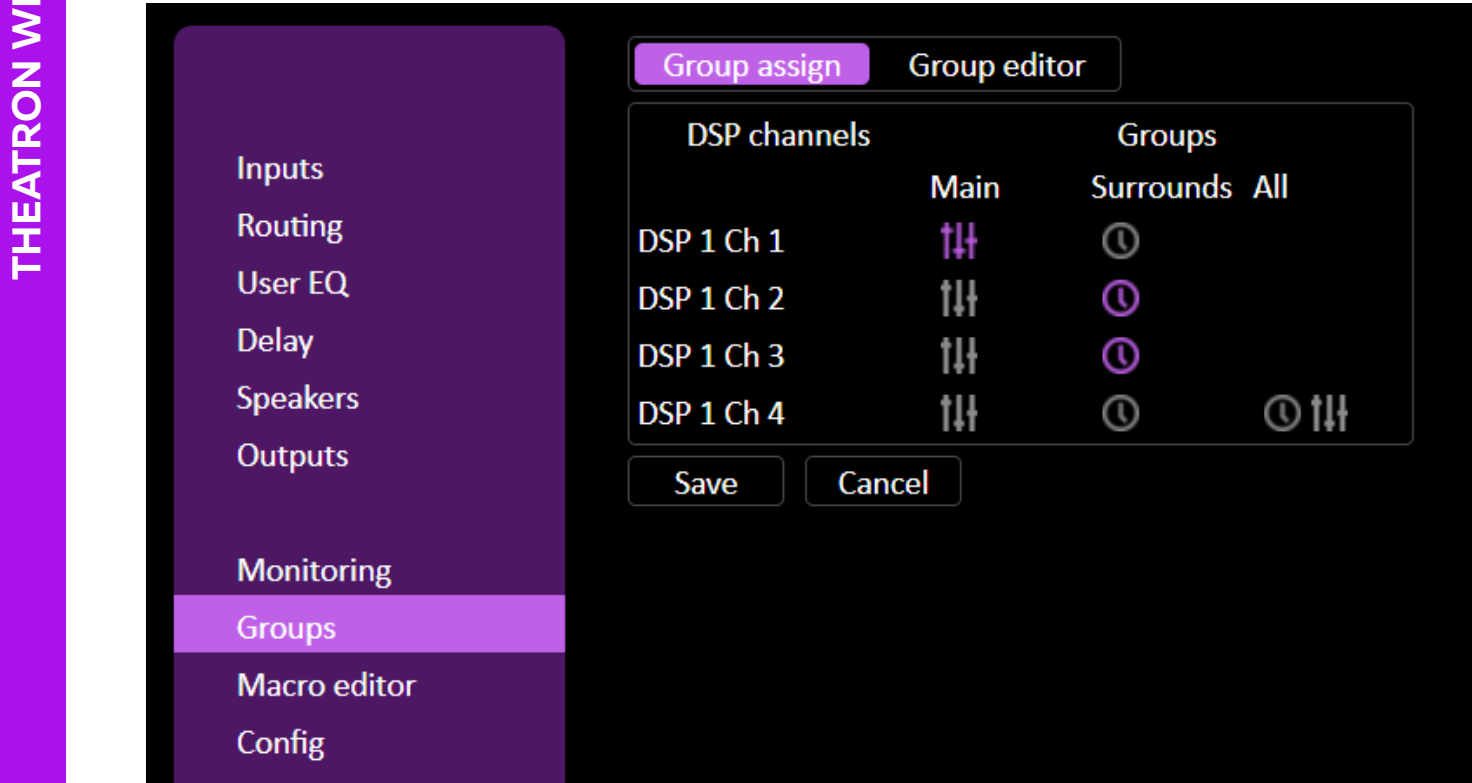 THEATRON
Group assign Group editor
DSP channels Groups
Main Surrounds All
DSP 1 Ch 1
DSP 1 Ch 2
DSP 1 Ch 3
DSP 1 Ch 4
Save Cancel
Inputs
Routing
User EQ
Delay
Speakers
Outputs
Monitoring
Groups
Macro editor
Config